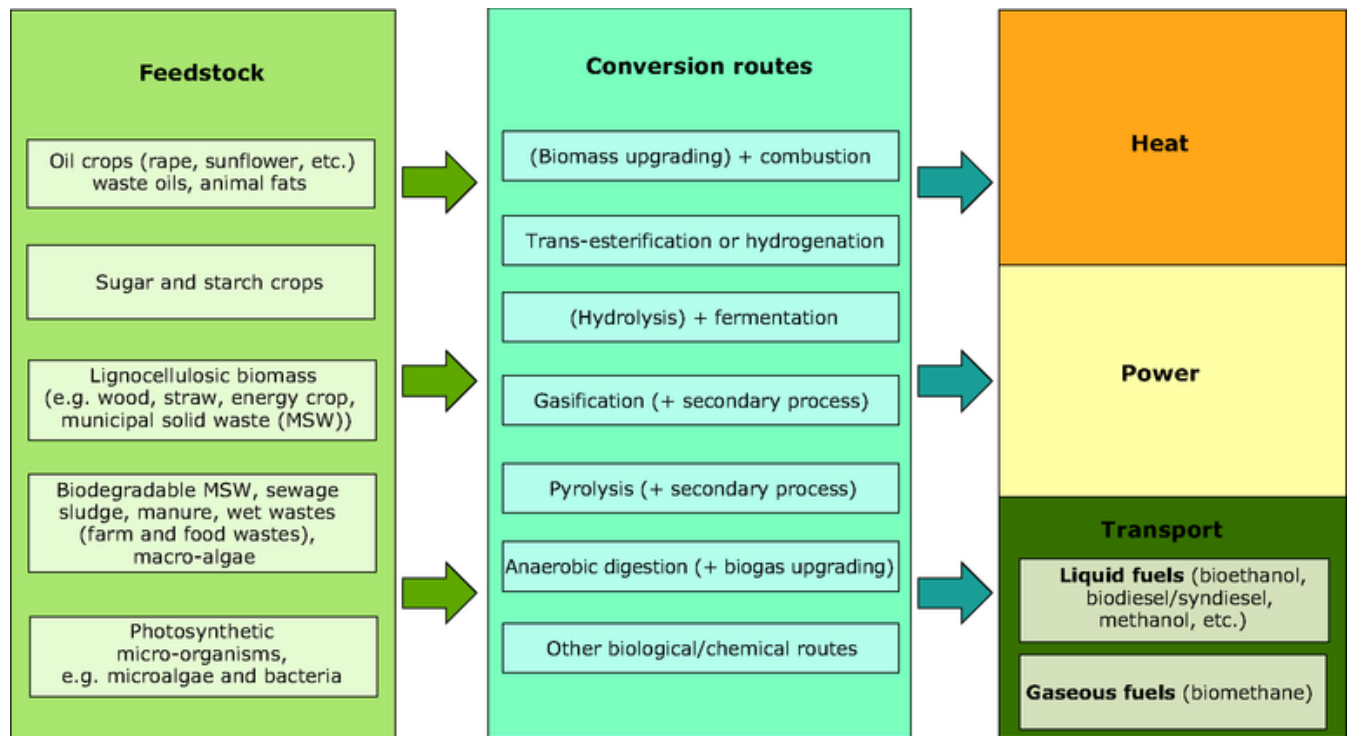 Feedstock
Oil crops (rape, sunflower, etc.)
waste oils, animal fats
Sugar and starch crops
Lignocellulosic biomass
(e.g. wood, straw, energy crop,
municipal solid waste (MSW))
Biodegradable MSW, sewage
sludge, manure, wet wastes
(farm and food wastes),
macro-algae
Photosynthetic
micro-organisms,
e.g. microalgae and bacteria
Conversion routes
(Biomass upgrading) + combustion
Trans-esterification or hydrogenation
(Hydrolysis) + fermentation
Gasification (+ secondary process)
Pyrolysis (+ secondary process)
Anaerobic digestion (+ biogas upgrading)
Other biological/chemical routes
Heat
Power
Transport
Liquid fuels (bioethanol,
biodiesel/syndiesel,
methanol, etc.)
Gaseous fuels (biomethane)